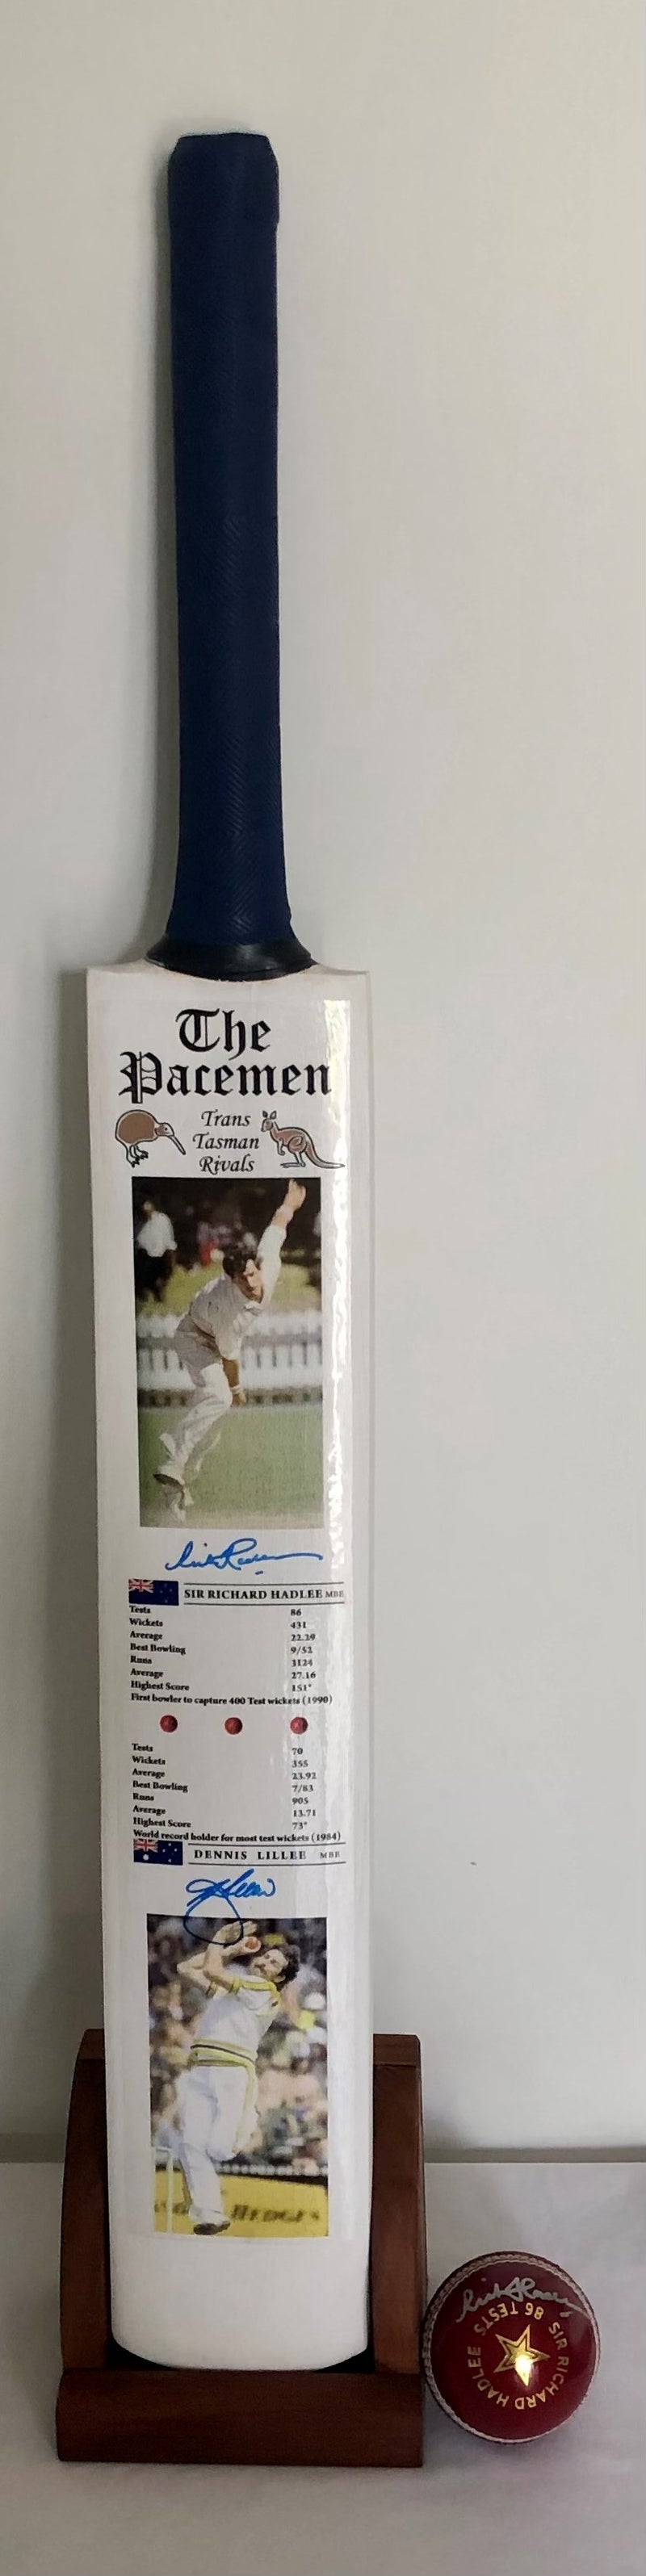 The
Pacemen
Trans
Tasman
Rivals
SIR RICHARD HADLEE MBE
Tests 86
Wickets 431
Average 22.29
Best Bowling 9/52
Runs 3124
Average 27.16
Highest Score 151*
First bowler to capture 400 Test wickets (1990)
Tests 70
Wickets 355
Average 23.92
Best Bowling 7/83
Runs 905
Average 13.71
Highest Score 73*
World record holder for most test wickets (1984)
DENNIS LILLEE MBE
HEDGES
SIR RICHARD HADLEE
86 TESTS